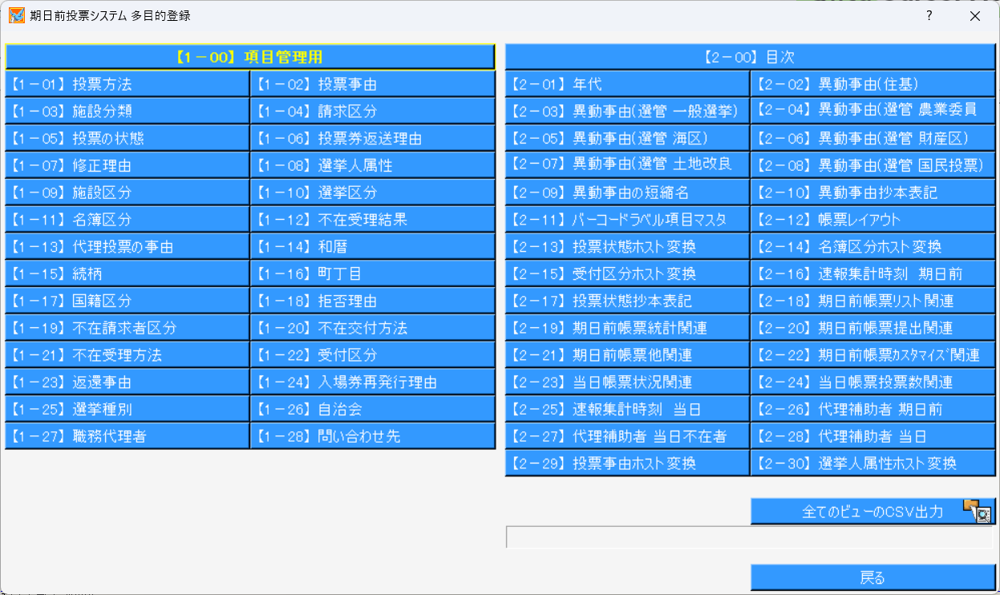 期日前投票システム 多目的登録
【1－00】項目管理用
【1－01】投票方法 【1－02】投票事由
【1－03】施設分類 【1－04】請求区分
【1－05】投票の状態 【1－06】投票券返送理由
【1－07】修正理由 【1－08】選挙人属性
【1－09】施設区分 【1－10】選挙区分
【1－11】名簿区分 【1－12】不在受理結果
【1－13】代理投票の事由 【1－14】和暦
【1－15】続柄 【1－16】町丁目
【1－17】国籍区分 【1－18】拒否理由
【1－19】不在請求者区分 【1－20】不在交付方法
【1－21】不在受理方法 【1－22】受付区分
【1－23】返還事由 【1－24】入場券再発行理由
【1－25】選挙種別 【1－26】自治会
【1－27】職務代理者 【1－28】問い合わせ先
【2－00】目次
【2－01】年代 【2－02】異動事由(住基)
【2－03】異動事由(選管 一般選挙) 【2－04】異動事由(選管 農業委員
【2－05】異動事由(選管 海区) 【2－06】異動事由(選管 財産区)
【2－07】異動事由(選管 土地改良 【2－08】異動事由(選管 国民投票)
【2－09】異動事由の短縮名 【2－10】異動事由抄本表記
【2－11】バーコードラベル項目マスタ 【2－12】帳票レイアウト
【2－13】投票状態ホスト変換 【2－14】名簿区分ホスト変換
【2－15】受付区分ホスト変換 【2－16】速報集計時刻　期日前
【2－17】投票状態抄本表記 【2－18】期日前帳票リスト関連
【2－19】期日前帳票統計関連 【2－20】期日前帳票提出関連
【2－21】期日前帳票他関連 【2－22】期日前帳票ｶｽﾀﾏｲｽﾞ関連
【2－23】当日帳票状況関連 【2－24】当日帳票投票数関連
【2－25】速報集計時刻　当日 【2－26】代理補助者 期日前
【2－27】代理補助者 当日不在者 【2－28】代理補助者 当日
【2－29】投票事由ホスト変換 【2－30】選挙人属性ホスト変換
全てのビューのCSV出力
戻る